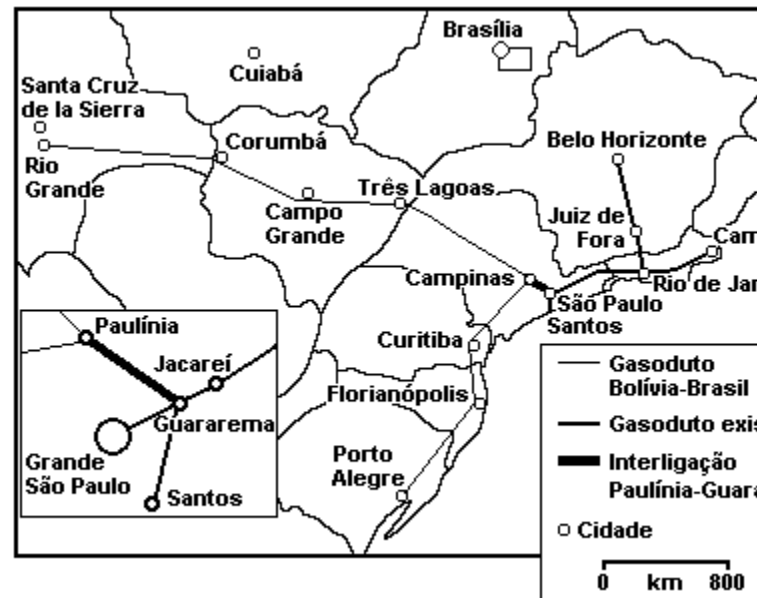 Brasília
Cuiabá
Santa Cruz
de la Sierra
Corumbá
Belo Horizonte
Rio
Grande
Três Lagoas
Campo
Grande
Juiz de
Fora
Cam
Campinas
Rio de Jan
São Paulo
Santos
Curitiba
Florianópolis
Porto
Alegre
Paulínia
Jacareí
Guararema
Grande
São Paulo
Santos
Gasoduto
Bolívia-Brasil
Gasoduto exis
Interligação
Paulínia-Guara
Cidade
0 km 800